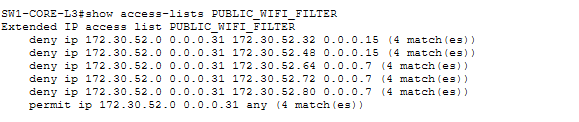 SW1-CORE-L3#show access-lists PUBLIC_WIFI_FILTER
Extended IP access list PUBLIC_WIFI_FILTER
deny ip 172.30.52.0 0.0.0.31 172.30.52.32 0.0.0.15 (4 match(es))
deny ip 172.30.52.0 0.0.0.31 172.30.52.48 0.0.0.15 (4 match(es))
deny ip 172.30.52.0 0.0.0.31 172.30.52.64 0.0.0.7 (4 match(es))
deny ip 172.30.52.0 0.0.0.31 172.30.52.72 0.0.0.7 (4 match(es))
deny ip 172.30.52.0 0.0.0.31 172.30.52.80 0.0.0.7 (4 match(es))
permit ip 172.30.52.0 0.0.0.31 any (4 match(es))